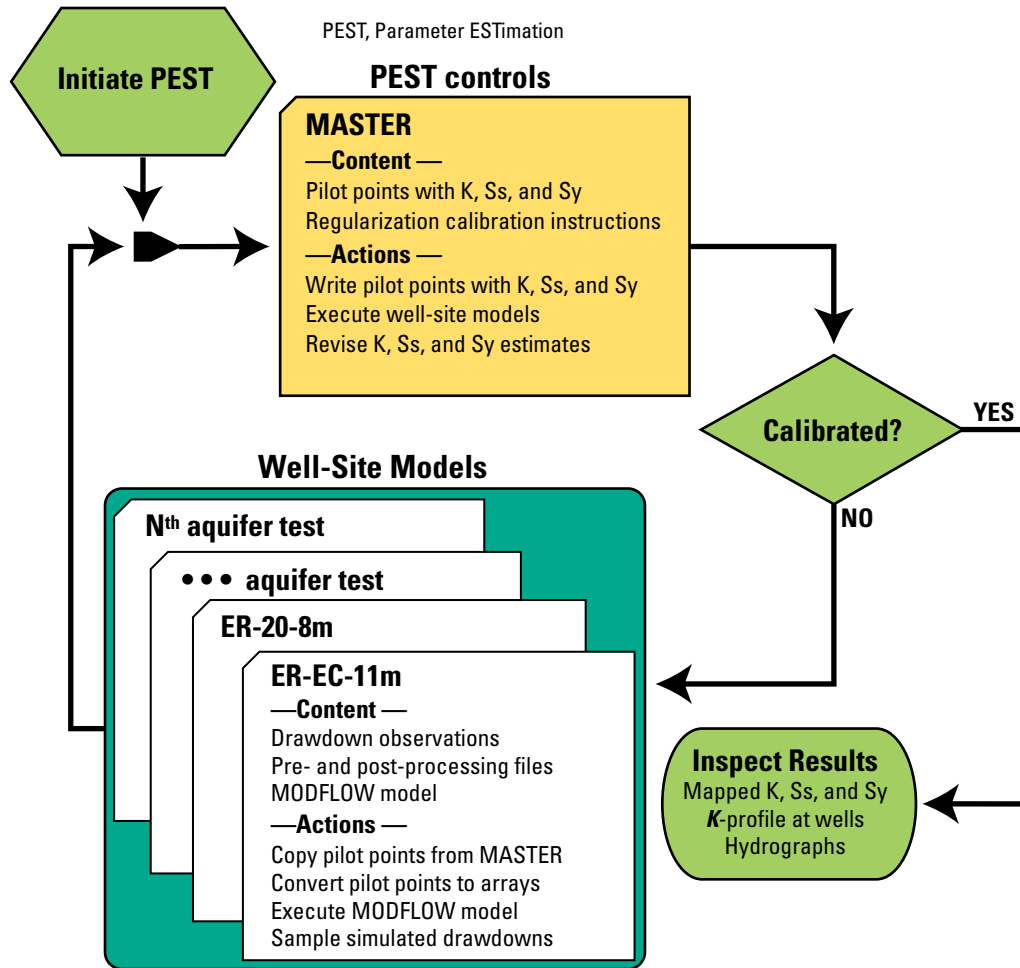 Initiate PEST
PEST, Parameter ESTimation
PEST controls
MASTER
—Content —
Pilot points with K, Ss, and Sy
Regularization calibration instructions
—Actions —
Write pilot points with K, Ss, and Sy
Execute well-site models
Revise K, Ss, and Sy estimates
Calibrated?
YES
NO
Well-Site Models
Nth aquifer test
••• aquifer test
ER-20-8m
ER-EC-11m
—Content —
Drawdown observations
Pre- and post-processing files
MODFLOW model
—Actions —
Copy pilot points from MASTER
Convert pilot points to arrays
Execute MODFLOW model
Sample simulated drawdowns
Inspect Results
Mapped K, Ss, and Sy
K-profile at wells
Hydrographs